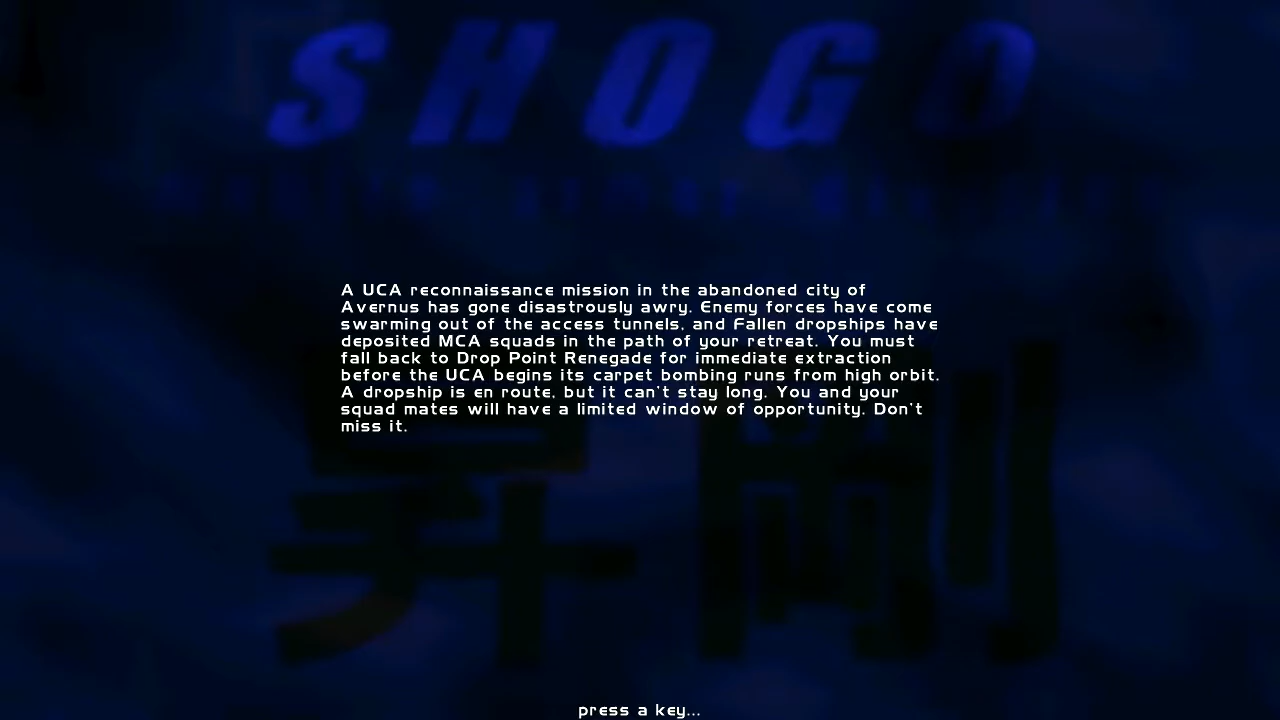 SHOGO
A UCA reconnaissance mission in the abandoned city of
Avernus has gone disastrously awry. Enemy forces have come
swarming out of the access tunnels, and Fallen dropships have
deposited MCA squads in the path of your retreat. You must
fall back to Drop Point Renegade for immediate extraction
before the UCA begins its carpet bombing runs from high orbit.
A dropship is en route, but it can't stay long. You and your
squad mates will have a limited window of opportunity. Don't
miss it.
昇剛
press a key...